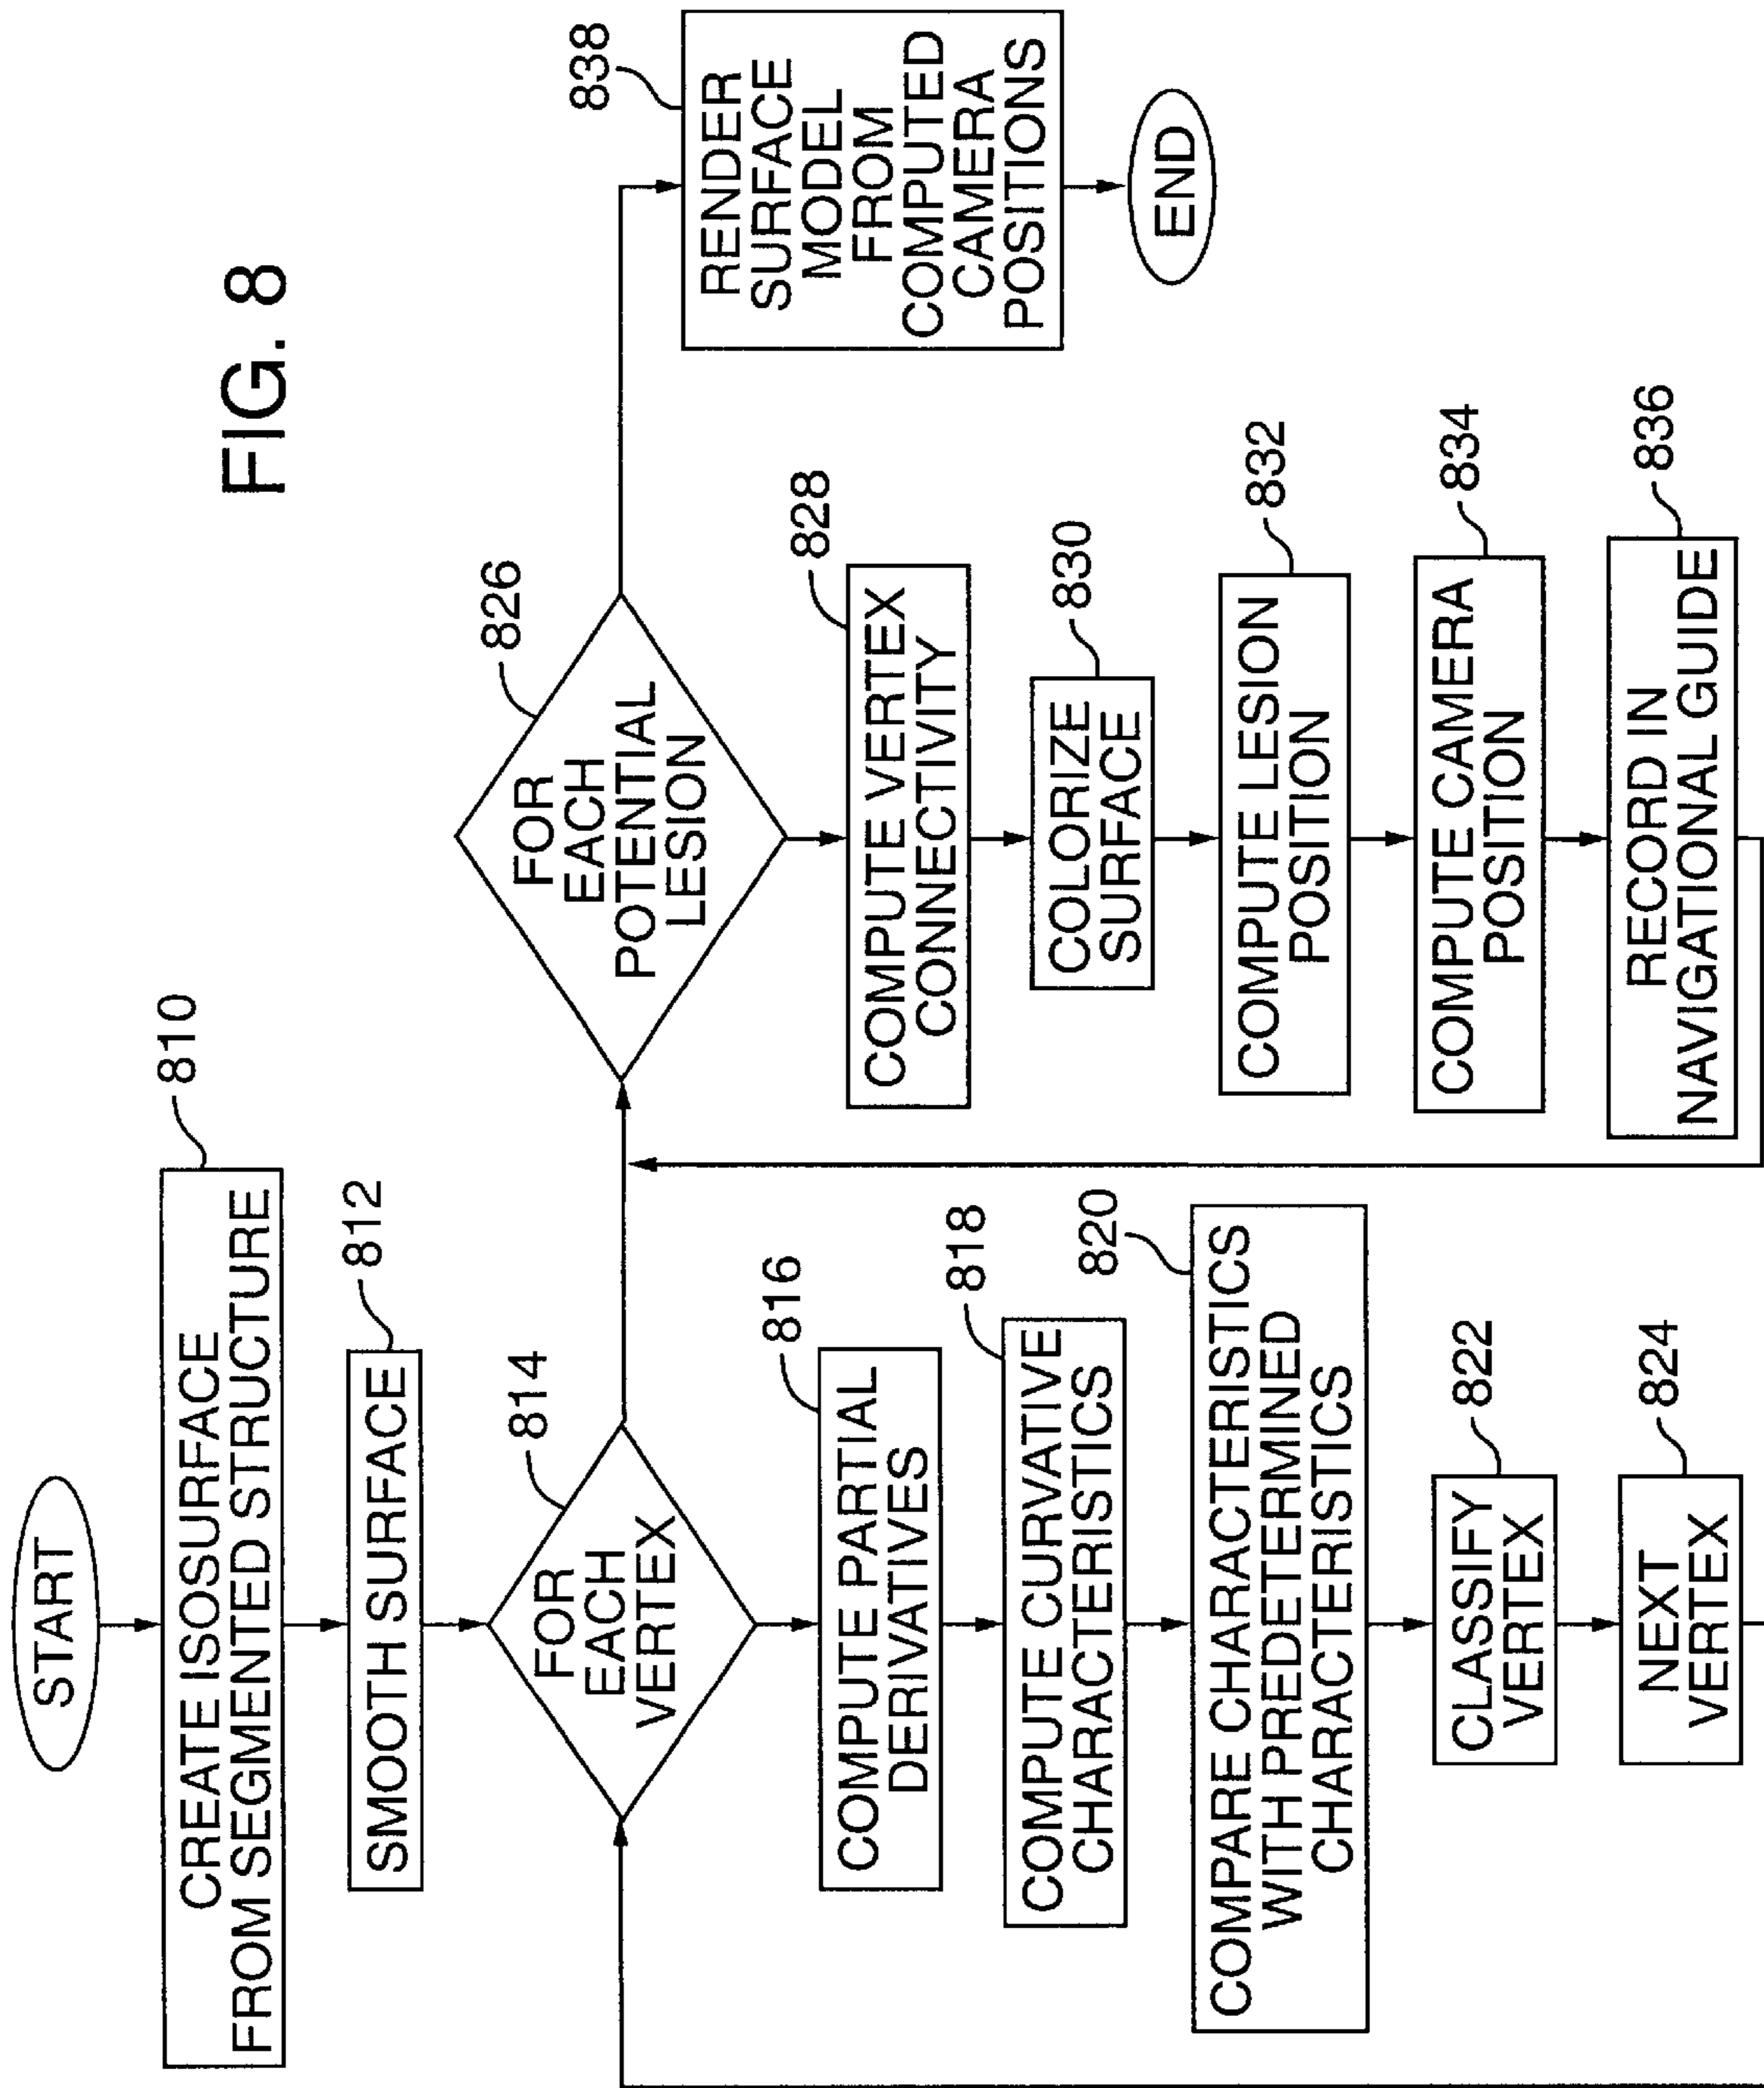 FIG. 8
START
810
CREATE ISOSURFACE
FROM SEGMENTED STRUCTURE
812
SMOOTH SURFACE
814
FOR
EACH
VERTEX
816
COMPUTE PARTIAL
DERIVATIVES
818
COMPUTE CURVATIVE
CHARACTERISTICS
820
COMPARE CHARACTERISTICS
WITH PREDETERMINED
CHARACTERISTICS
822
CLASSIFY
VERTEX
824
NEXT
VERTEX
826
FOR
EACH
POTENTIAL
LESION
828
COMPUTE VERTEX
CONNECTIVITY
830
COLORIZE
SURFACE
832
COMPUTE LESION
POSITION
834
COMPUTE CAMERA
POSITION
836
RECORD IN
NAVIGATIONAL GUIDE
838
RENDER
SURFACE
MODEL
FROM
COMPUTED
CAMERA
POSITIONS
END